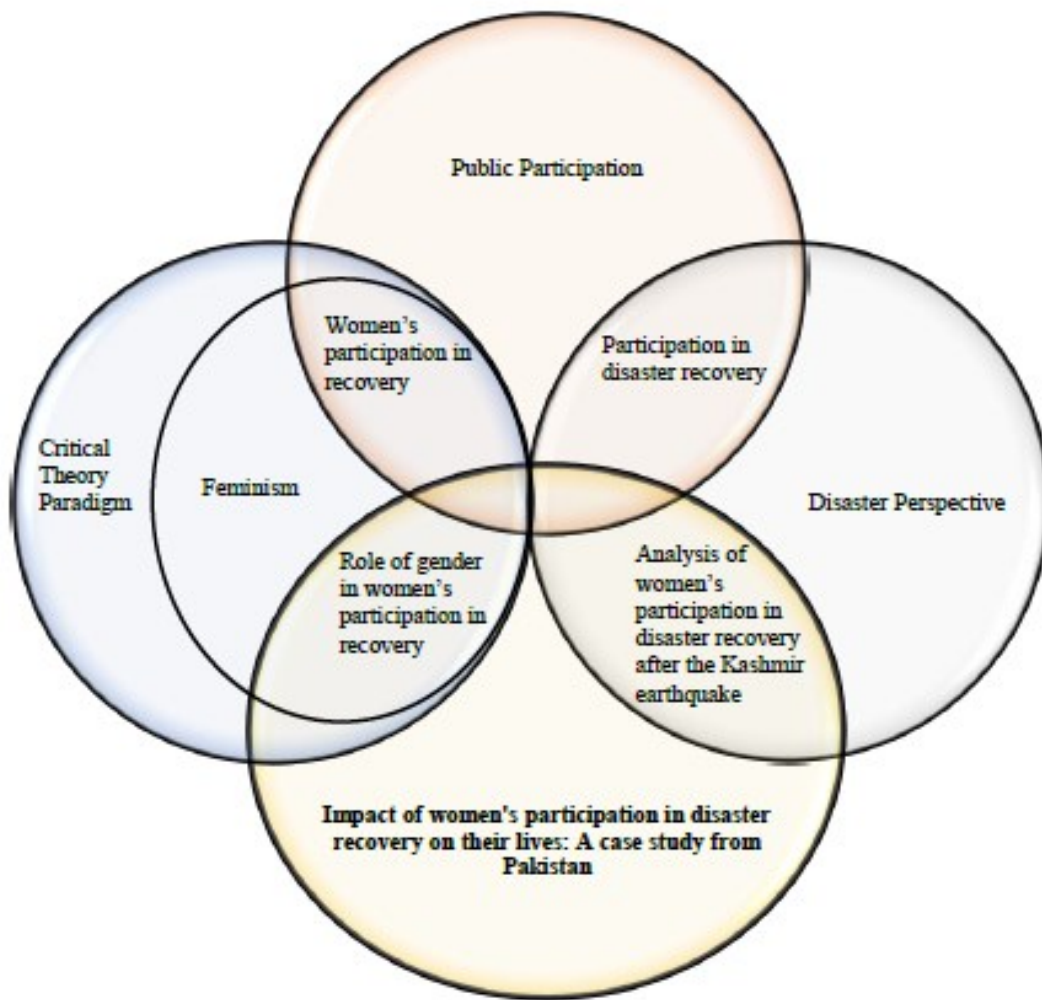 Public Participation
Women's
participation in
recovery
Participation in
disaster recovery
Critical
Theory
Paradigm
Feminism
Disaster Perspective
Role of gender
in women's
participation in
recovery
Analysis of
women's
participation in
disaster recovery
after the Kashmir
earthquake
Impact of women's participation in disaster
recovery on their lives: A case study from
Pakistan